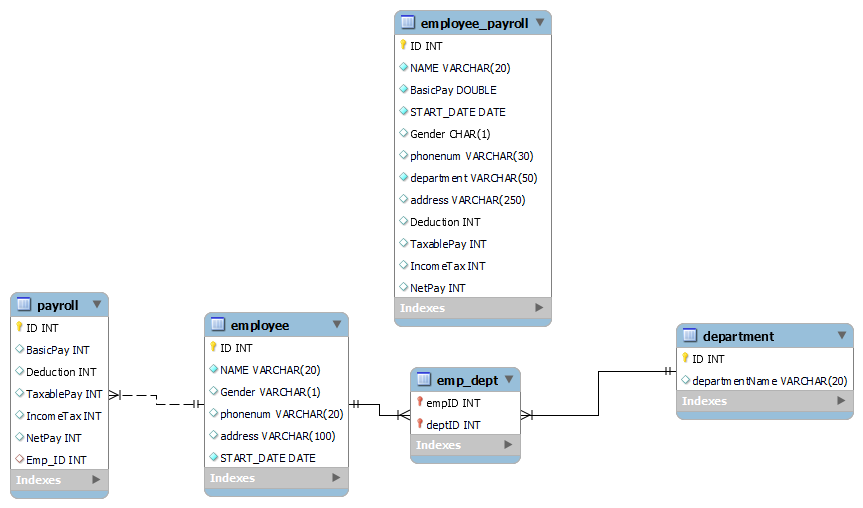 employee_payroll
ID INT
NAME VARCHAR(20)
BasicPay DOUBLE
START_DATE DATE
Gender CHAR(1)
phonenum VARCHAR(30)
department VARCHAR(50)
address VARCHAR(250)
Deduction INT
TaxablePay INT
IncomeTax INT
NetPay INT
Indexes
payroll
ID INT
BasicPay INT
Deduction INT
TaxablePay INT
IncomeTax INT
NetPay INT
Emp_ID INT
Indexes
employee
ID INT
NAME VARCHAR(20)
Gender VARCHAR(1)
phonenum VARCHAR(20)
address VARCHAR(100)
START_DATE DATE
Indexes
emp_dept
empID INT
deptID INT
Indexes
department
ID INT
departmentName VARCHAR(20)
Indexes